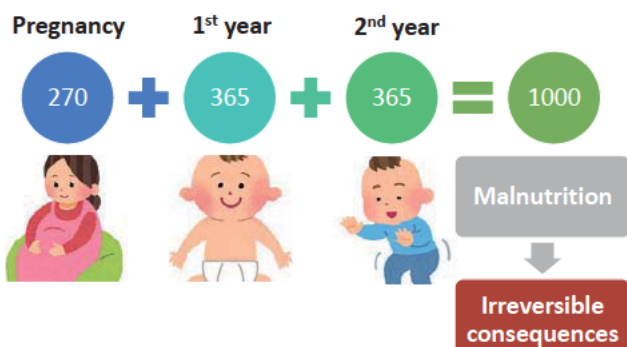 Pregnancy 1st year 2nd year
270 + 365 + 365 = 1000
Malnutrition
Irreversible
consequences